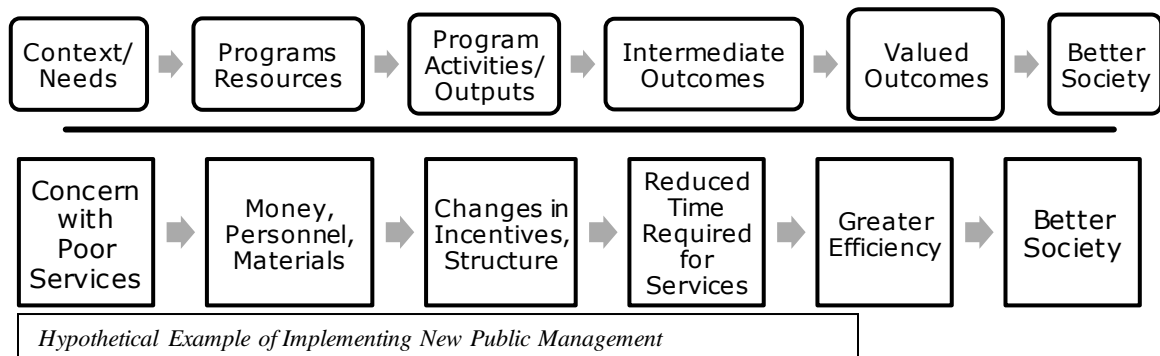 Context/
Needs
Programs
Resources
Program
Activities/
Outputs
Intermediate
Outcomes
Valued
Outcomes
Better
Society
Concern
with
Poor
Services
Money,
Personnel,
Materials
Changes in
Incentives,
Structure
Reduced
Time
Required
for
Services
Greater
Efficiency
Better
Society
Hypothetical Example of Implementing New Public Management